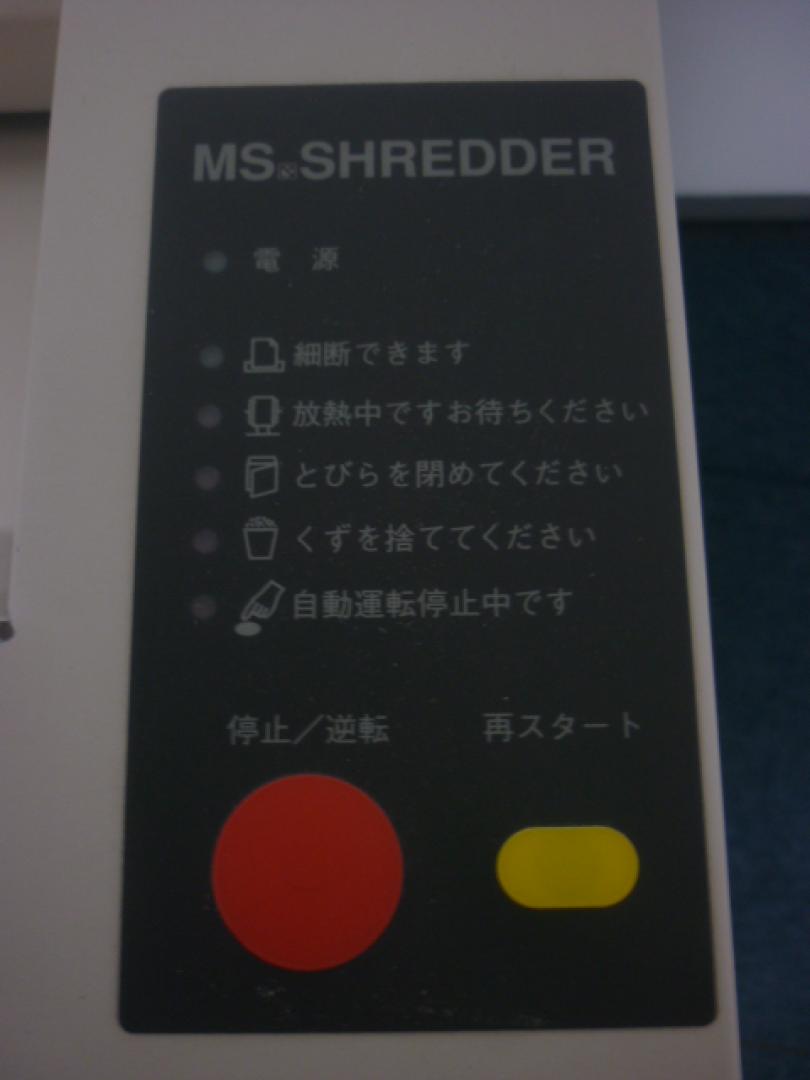 MS SHREDDER
電 源
細断できます
放熱中ですお待ちください
とびらを閉めてください
くずを捨ててください
自動運転停止中です
停止／逆転 再スタート